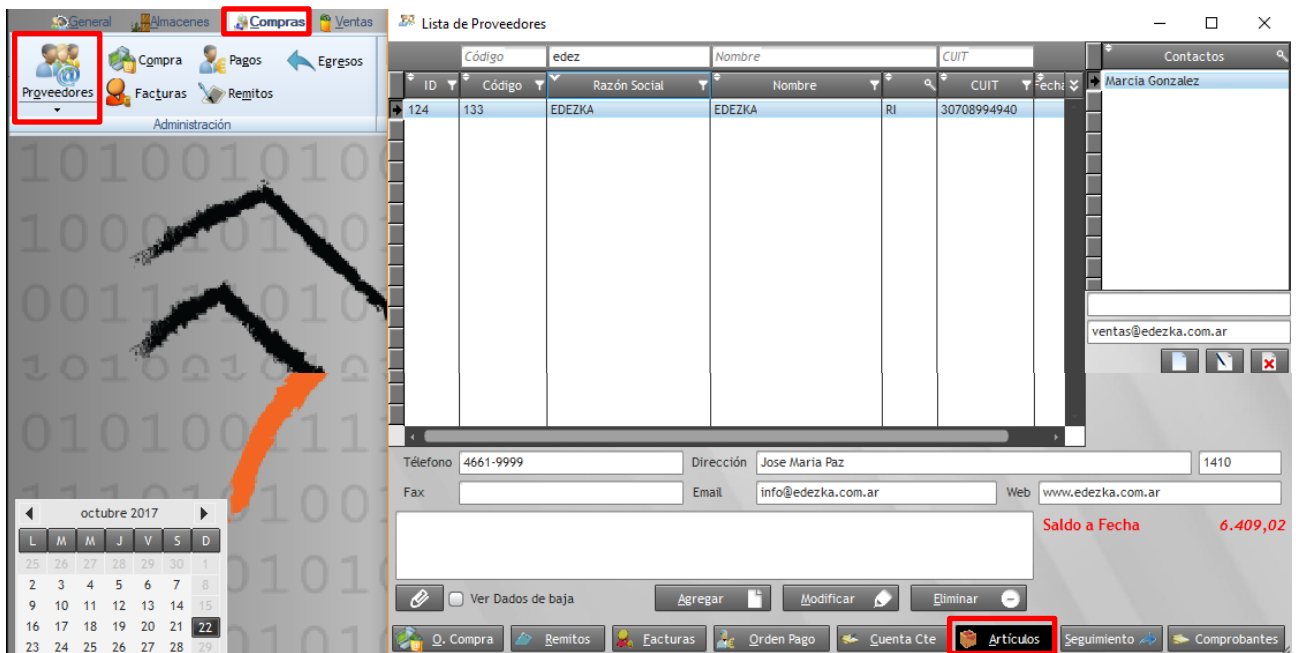 General Almacenes Compras Ventas
Proveedores
Compra Pagos Egresos
Facturas Remitos
Administración
Lista de Proveedores
Código edez Nombre CUIT
ID Código Razón Social Nombre CUIT Fecha
124 133 EDEZKA EDEZKA RI 30708994940
Contactos
Marcia Gonzalez
ventas@edezka.com.ar
Télefono 4661-9999 Dirección Jose Maria Paz 1410
Fax Email info@edezka.com.ar Web www.edezka.com.ar
Saldo a Fecha 6.409,02
Ver Dados de baja Agregar Modificar Eliminar
O. Compra Remitos Facturas Orden Pago Cuenta Cte Artículos Seguimiento Comprobantes
octubre 2017
L M M J V S D
25 26 27 28 29 30 1
2 3 4 5 6 7 8
9 10 11 12 13 14 15
16 17 18 19 20 21 22
23 24 25 26 27 28 29